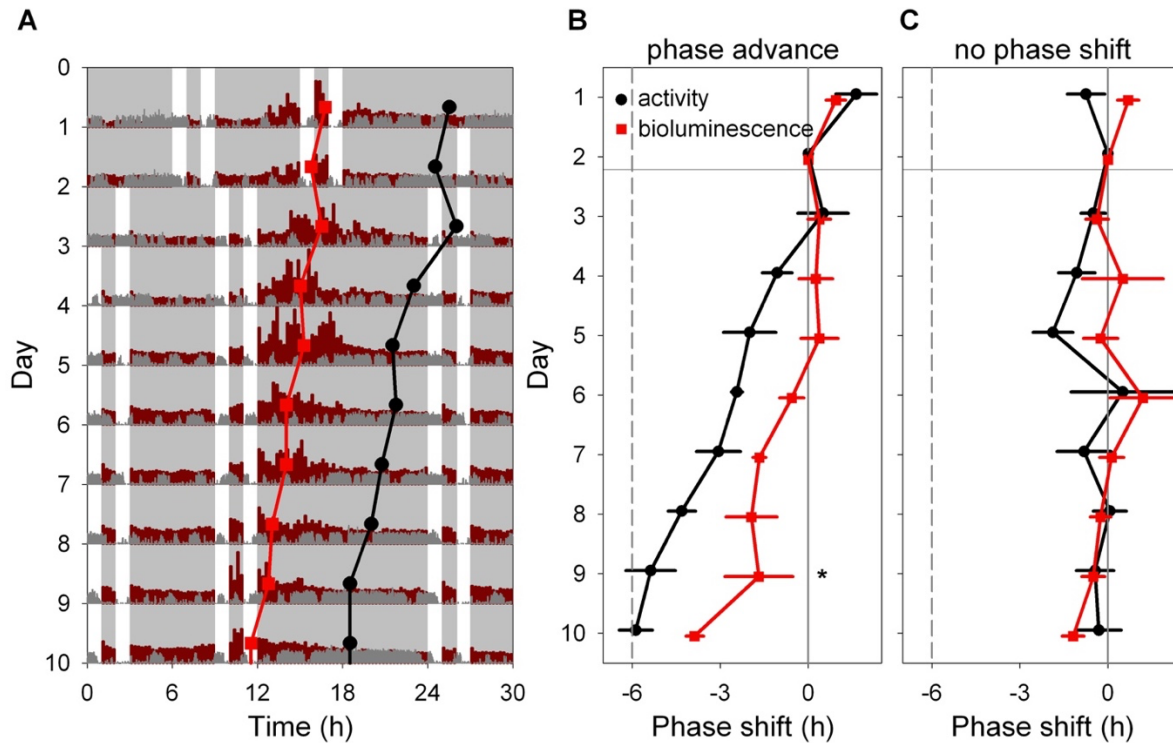 A
B
C
phase advance
no phase shift
0
1
2
3
4
5
6
7
8
9
10
Day
0
6
12
18
24
30
Time (h)
activity
bioluminescence
1
2
3
4
5
6
7
8
9
10
Day
*
-6
-3
0
Phase shift (h)
-6
-3
0
Phase shift (h)